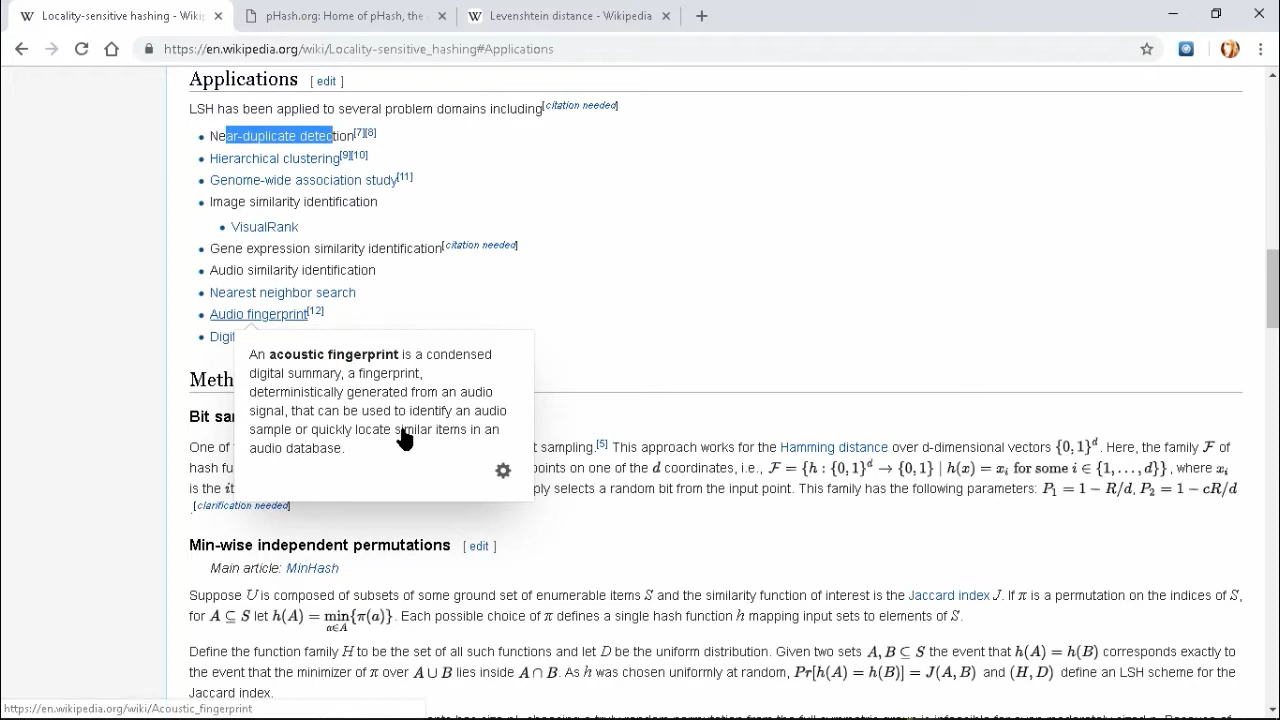 Locality-sensitive hashing - Wiki
pHash.org: Home of pHash, the
Levenshtein distance - Wikipedia
https://en.wikipedia.org/wiki/Locality-sensitive_hashing#Applications
Applications [ edit ]
LSH has been applied to several problem domains including[citation needed]
• Near-duplicate detection[7][8]
• Hierarchical clustering[9][10]
• Genome-wide association study[11]
• Image similarity identification
• VisualRank
• Gene expression similarity identification[citation needed]
• Audio similarity identification
• Nearest neighbor search
• Audio fingerprint[12]
• Digi
An acoustic fingerprint is a condensed
digital summary, a fingerprint,
deterministically generated from an audio
signal, that can be used to identify an audio
sample or quickly locate similar items in an
audio database.
Meth
Bit sa
One of t sampling.[5] This approach works for the Hamming distance over d-dimensional vectors {0, 1}ᵈ. Here, the family F of
hash fu points on one of the d coordinates, i.e., F = {h : {0, 1}ᵈ → {0, 1} | h(x) = xᵢ for some i ∈ {1, . . . , d}}, where xᵢ
is the i ply selects a random bit from the input point. This family has the following parameters: P₁ = 1 − R/d, P₂ = 1 − cR/d
.[clarification needed]
Min-wise independent permutations [ edit ]
Main article: MinHash
Suppose U is composed of subsets of some ground set of enumerable items S and the similarity function of interest is the Jaccard index J. If π is a permutation on the indices of S,
for A ⊆ S let h(A) = min{π(a)}. Each possible choice of π defines a single hash function h mapping input sets to elements of S.
a∈A
Define the function family H to be the set of all such functions and let D be the uniform distribution. Given two sets A, B ⊆ S the event that h(A) = h(B) corresponds exactly to
the event that the minimizer of π over A ∪ B lies inside A ∩ B. As h was chosen uniformly at random, Pr[h(A) = h(B)] = J(A, B) and (H, D) define an LSH scheme for the
Jaccard index.
https://en.wikipedia.org/wiki/Acoustic_fingerprint